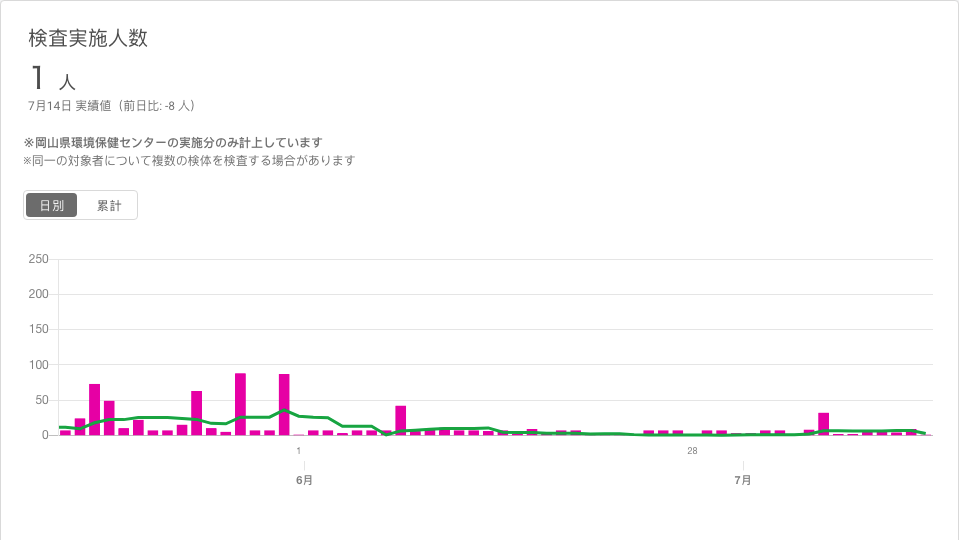 検査実施人数
1 人
7月14日 実績値（前日比: -8 人）
※岡山県環境保健センターの実施分のみ計上しています
※同一の対象者について複数の検体を検査する場合があります
日別 累計
250
200
150
100
50
0
1 28
6月 7月